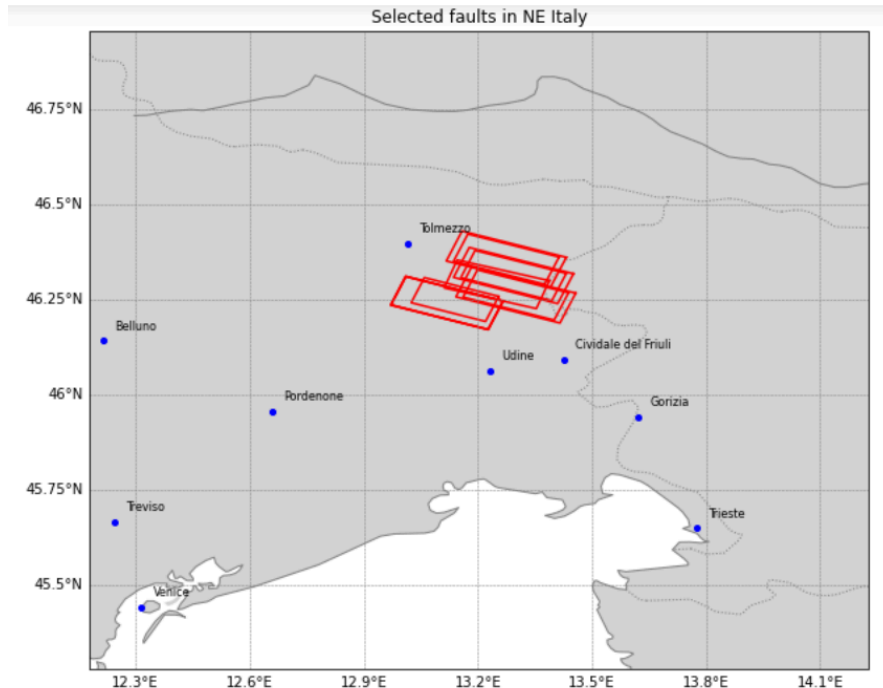 Selected faults in NE Italy
46.75°N
46.5°N
Tolmezzo
46.25°N
Belluno
Cividale del Friuli
Udine
46°N
Pordenone
Gorizia
45.75°N
Treviso
Trieste
45.5°N
Venice
12.3°E 12.6°E 12.9°E 13.2°E 13.5°E 13.8°E 14.1°E